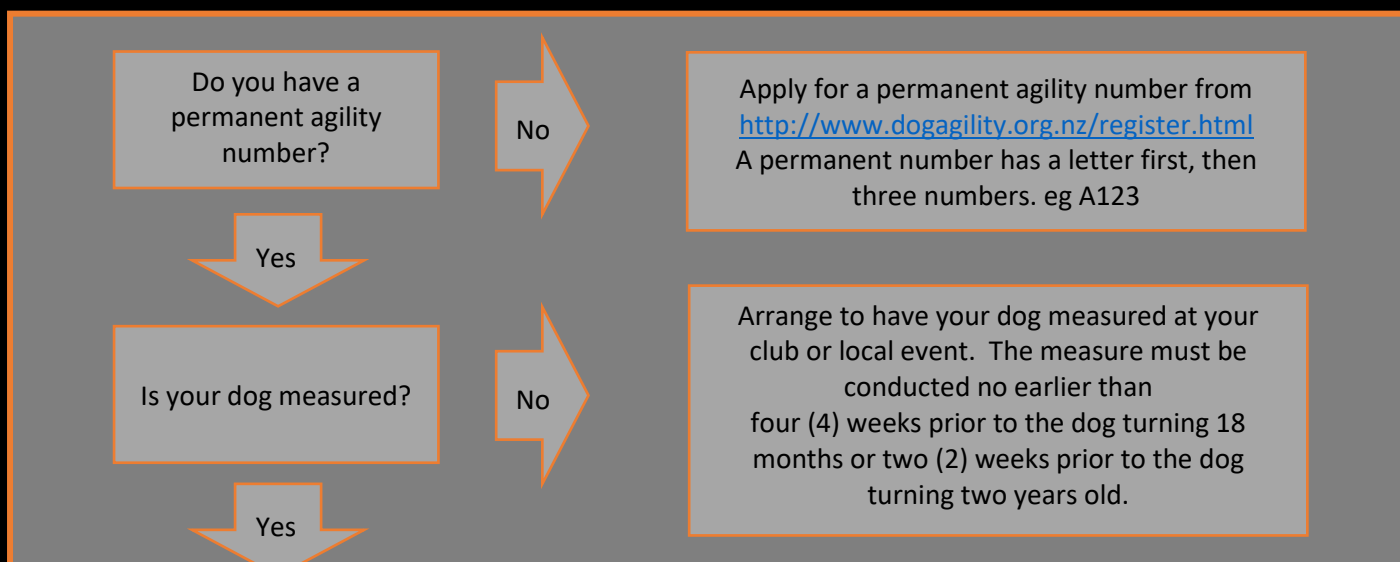 Do you have a
permanent agility
number?
No
Apply for a permanent agility number from
http://www.dogagility.org.nz/register.html
A permanent number has a letter first, then
three numbers. eg A123
Yes
Is your dog measured?
No
Arrange to have your dog measured at your
club or local event.  The measure must be
conducted no earlier than
four (4) weeks prior to the dog turning 18
months or two (2) weeks prior to the dog
turning two years old.
Yes